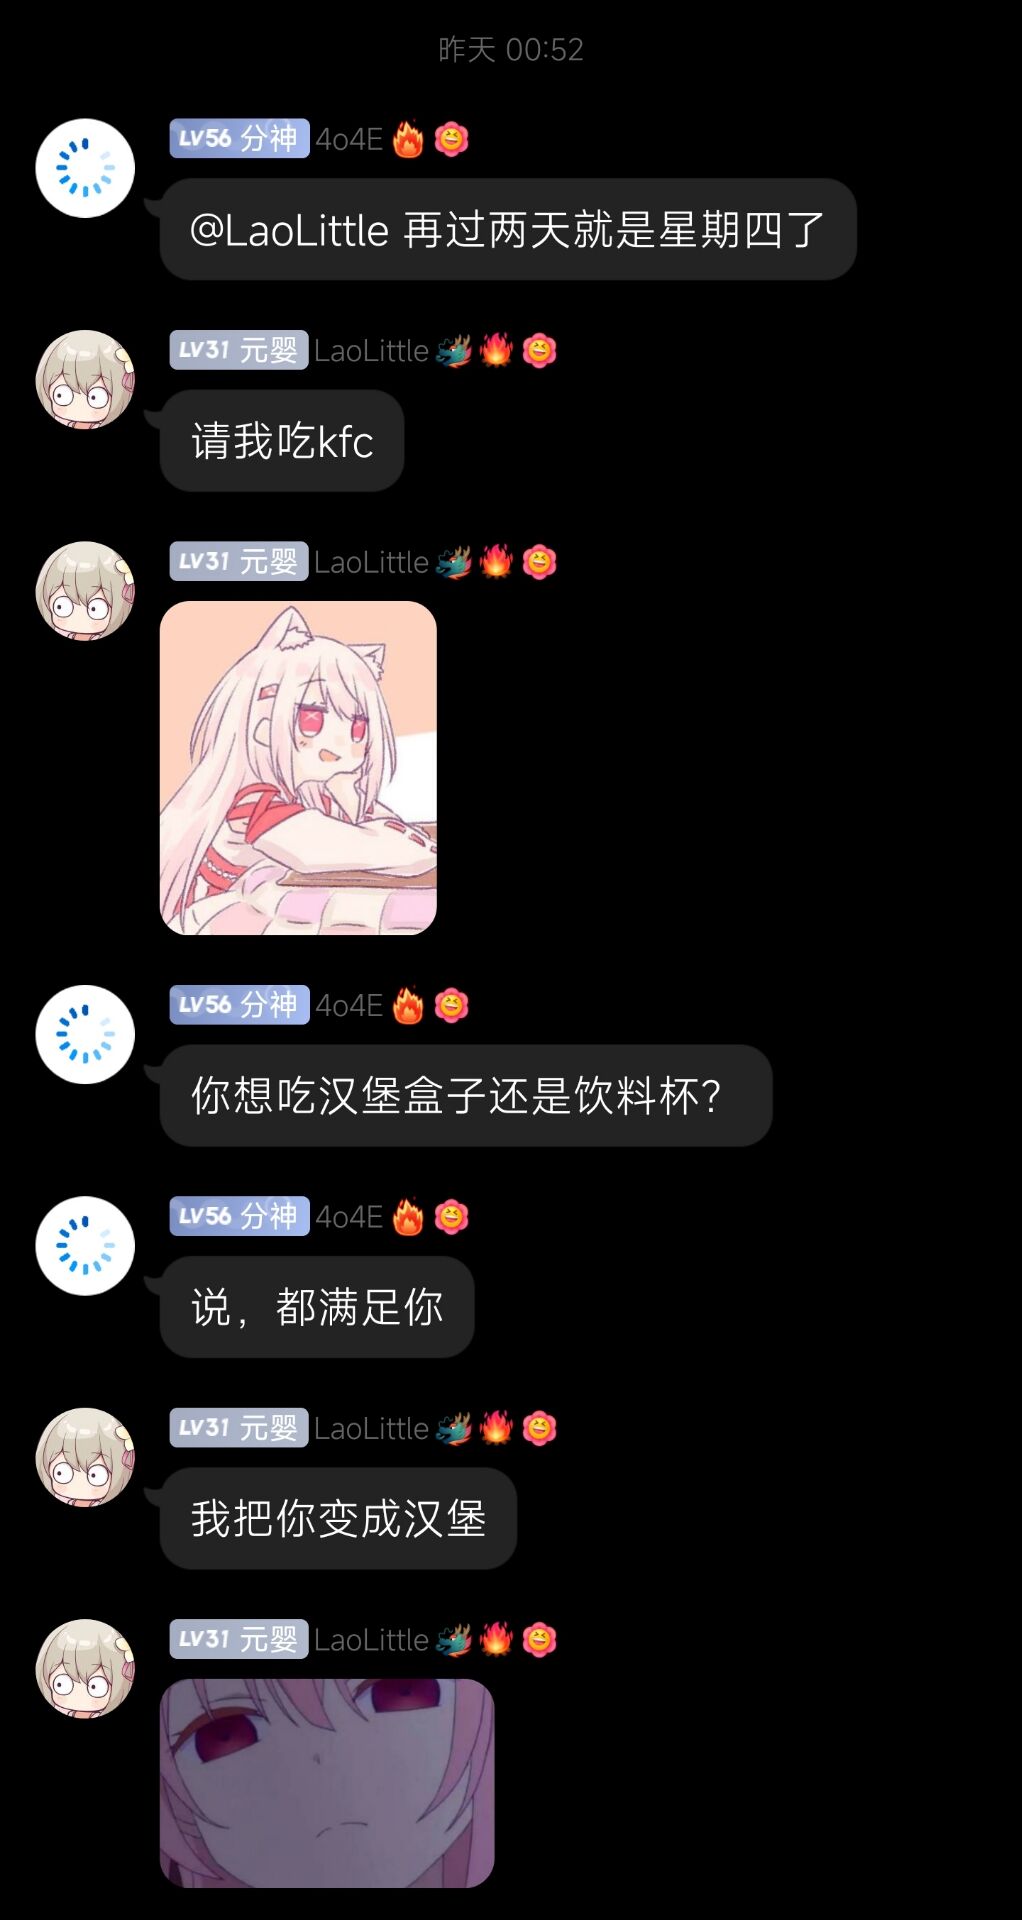 昨天 00:52
LV56 分神 4o4E🔥
@LaoLittle 再过两天就是星期四了
LV31 元婴 LaoLittle🐲🔥
请我吃kfc
LV31 元婴 LaoLittle🐲🔥
LV56 分神 4o4E🔥
你想吃汉堡盒子还是饮料杯?
LV56 分神 4o4E🔥
说，都满足你
LV31 元婴 LaoLittle🐲🔥
我把你变成汉堡
LV31 元婴 LaoLittle🐲🔥